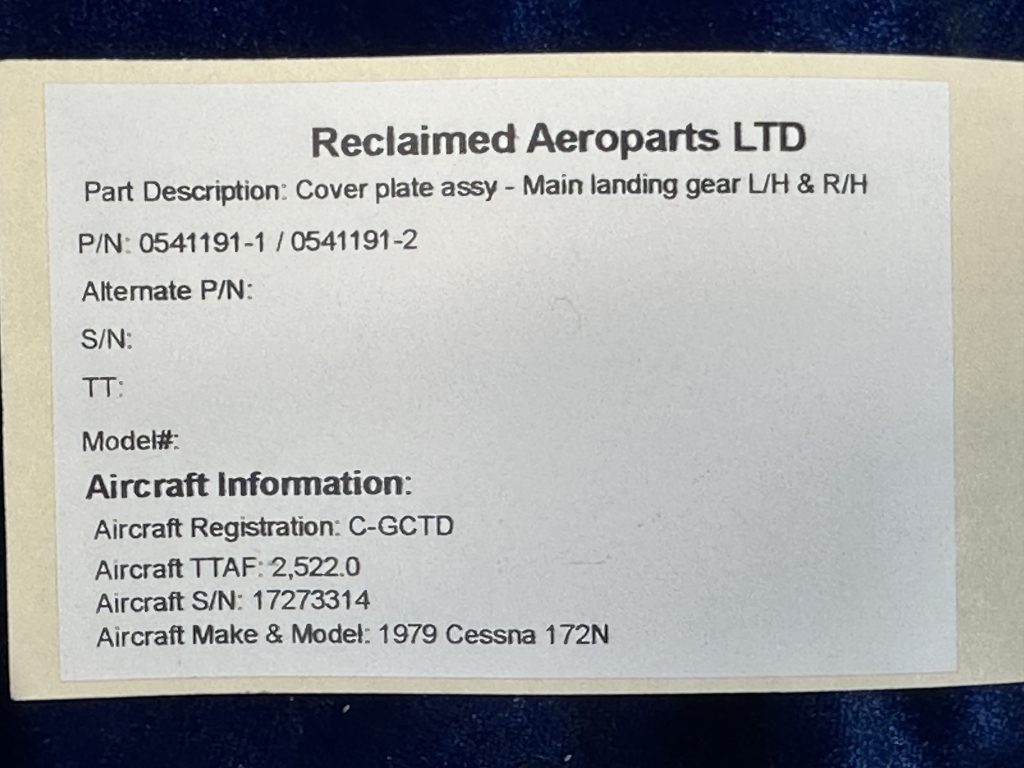 Reclaimed Aeroparts LTD
Part Description: Cover plate assy - Main landing gear L/H & R/H
P/N: 0541191-1 / 0541191-2
Alternate P/N:
S/N:
TT:
Model#:
Aircraft Information:
Aircraft Registration: C-GCTD
Aircraft TTAF: 2,522.0
Aircraft S/N: 17273314
Aircraft Make & Model: 1979 Cessna 172N